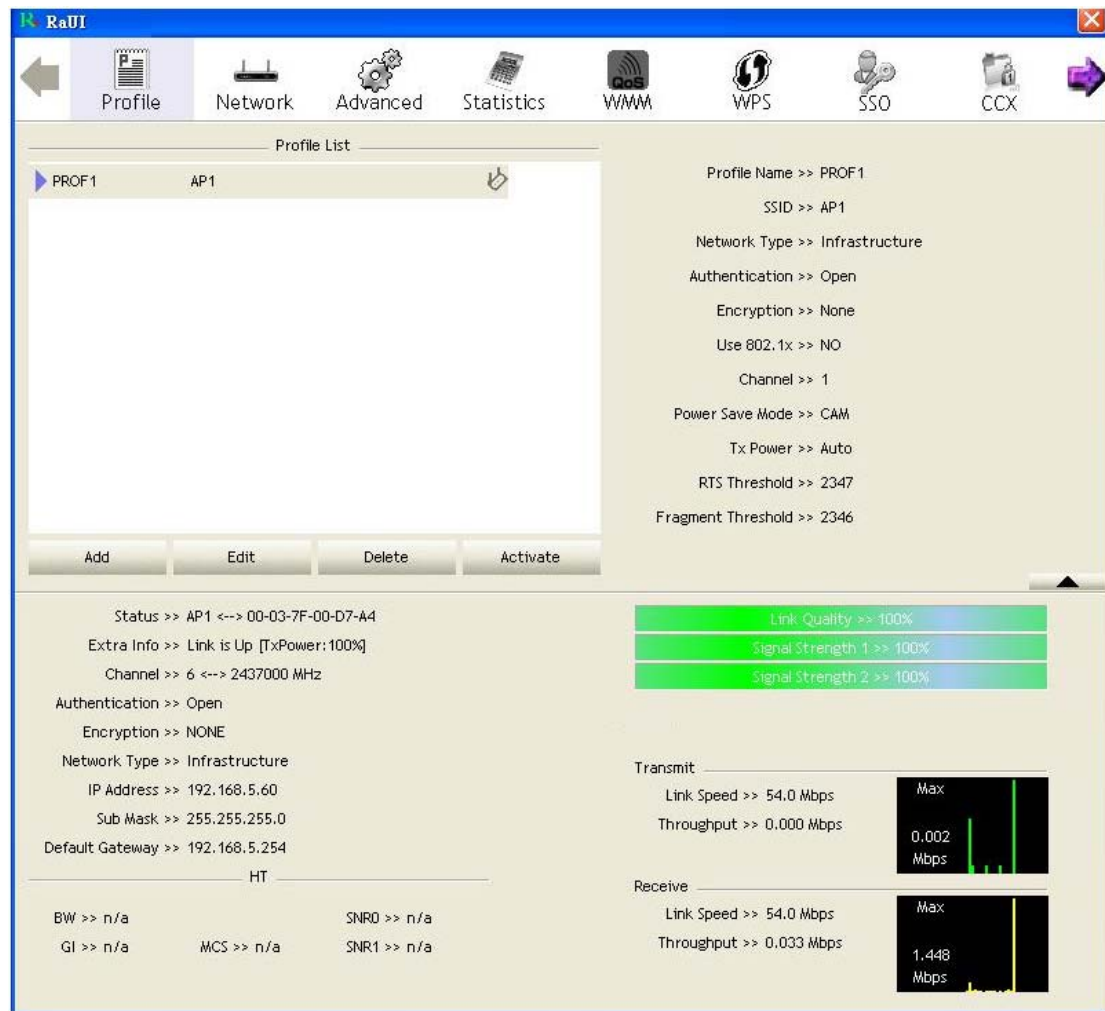 RaUI
Profile
Network
Advanced
Statistics
QoS
WMM
WPS
SSO
CCX
Profile List
PROF1 AP1
Add
Edit
Delete
Activate
Profile Name >> PROF1
SSID >> AP1
Network Type >> Infrastructure
Authentication >> Open
Encryption >> None
Use 802.1x >> NO
Channel >> 1
Power Save Mode >> CAM
Tx Power >> Auto
RTS Threshold >> 2347
Fragment Threshold >> 2346
Status >> AP1 <--> 00-03-7F-00-D7-A4
Extra Info >> Link is Up [TxPower:100%]
Channel >> 6 <--> 2437000 MHz
Authentication >> Open
Encryption >> NONE
Network Type >> Infrastructure
IP Address >> 192.168.5.60
Sub Mask >> 255.255.255.0
Default Gateway >> 192.168.5.254
HT
BW >> n/a
SNR0 >> n/a
GI >> n/a
MCS >> n/a
SNR1 >> n/a
Link Quality >> 100%
Signal Strength 1 >> 100%
Signal Strength 2 >> 100%
Transmit
Link Speed >> 54.0 Mbps
Throughput >> 0.000 Mbps
Max
0.002
Mbps
Receive
Link Speed >> 54.0 Mbps
Throughput >> 0.033 Mbps
Max
1.448
Mbps